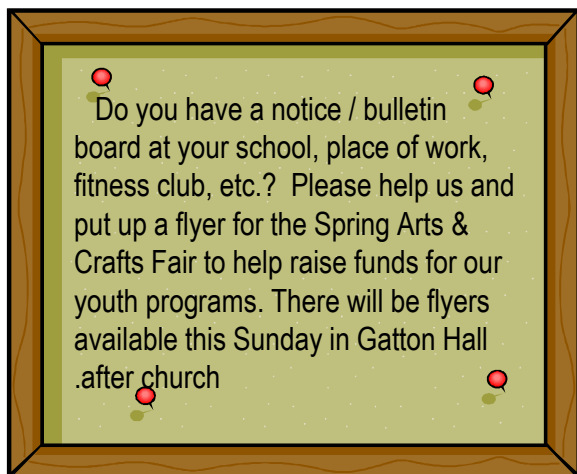 Do you have a notice / bulletin
board at your school, place of work,
fitness club, etc.?  Please help us and
put up a flyer for the Spring Arts &
Crafts Fair to help raise funds for our
youth programs. There will be flyers
available this Sunday in Gatton Hall
.after church